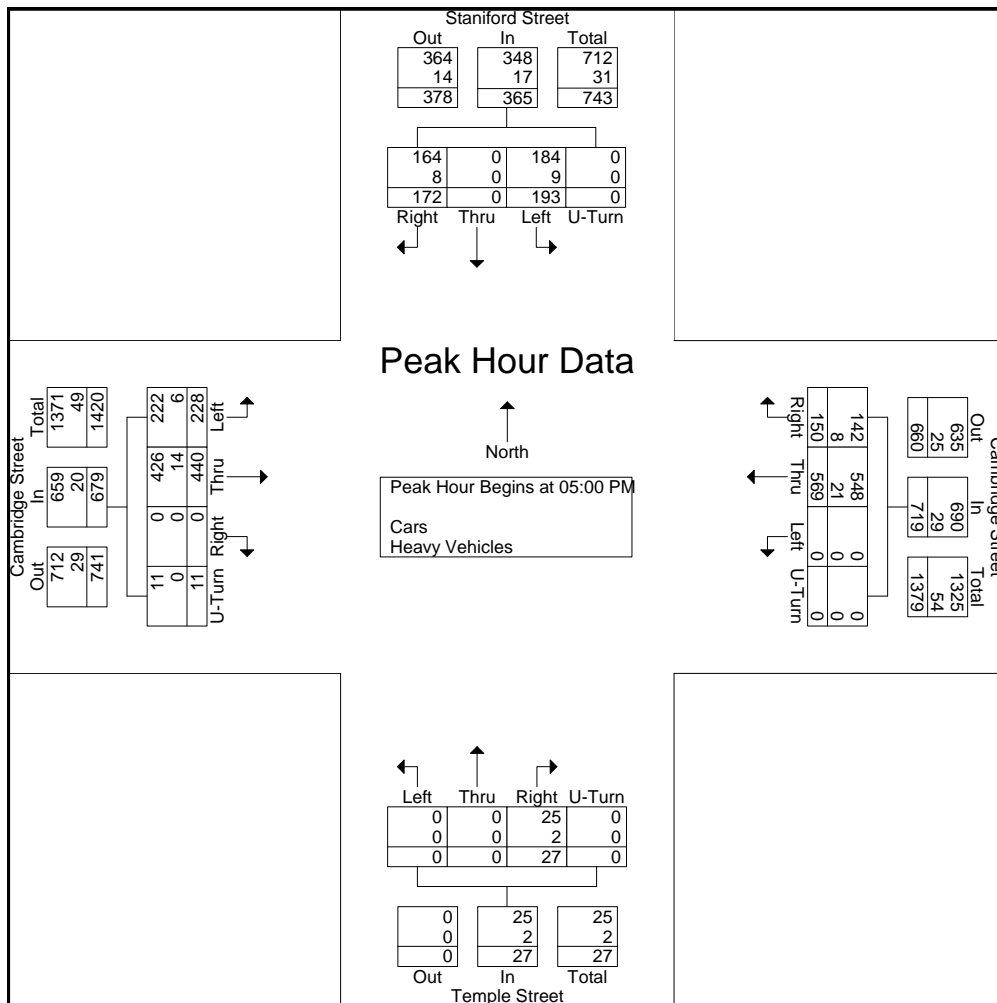 Staniford Street
Out In Total
364 348 712
14 17 31
378 365 743
164 0 184 0
8 0 9 0
172 0 193 0
Right Thru Left U-Turn
Peak Hour Data
North
Peak Hour Begins at 05:00 PM
Cars
Heavy Vehicles
Cambridge Street
Out In Total
712 659 1371
29 20 49
741 679 1420
11 0 426 222
0 0 14 6
11 0 440 228
U-Turn Right Thru Left
Cambridge Street
Out In Total
635 690 1325
25 29 54
660 719 1379
142 548 0 0
8 21 0 0
150 569 0 0
Right Thru Left U-Turn
Left Thru Right U-Turn
0 0 25 0
0 0 2 0
0 0 27 0
0 25 25
0 2 2
0 27 27
Out In Total
Temple Street